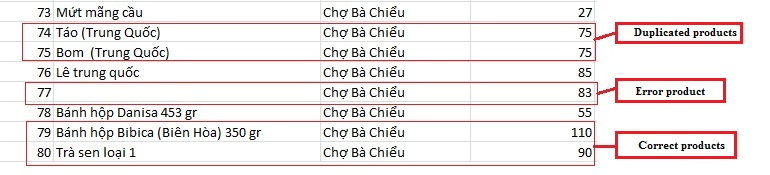 73 Mứt mãng cầu Chợ Bà Chiểu 27
74 Táo (Trung Quốc) Chợ Bà Chiểu 75
75 Bom (Trung Quốc) Chợ Bà Chiểu 75
Duplicated products
76 Lê trung quốc Chợ Bà Chiểu 85
77 Chợ Bà Chiểu 83
Error product
78 Bánh hộp Danisa 453 gr Chợ Bà Chiểu 55
79 Bánh hộp Bibica (Biên Hòa) 350 gr Chợ Bà Chiểu 110
80 Trà sen loại 1 Chợ Bà Chiểu 90
Correct products